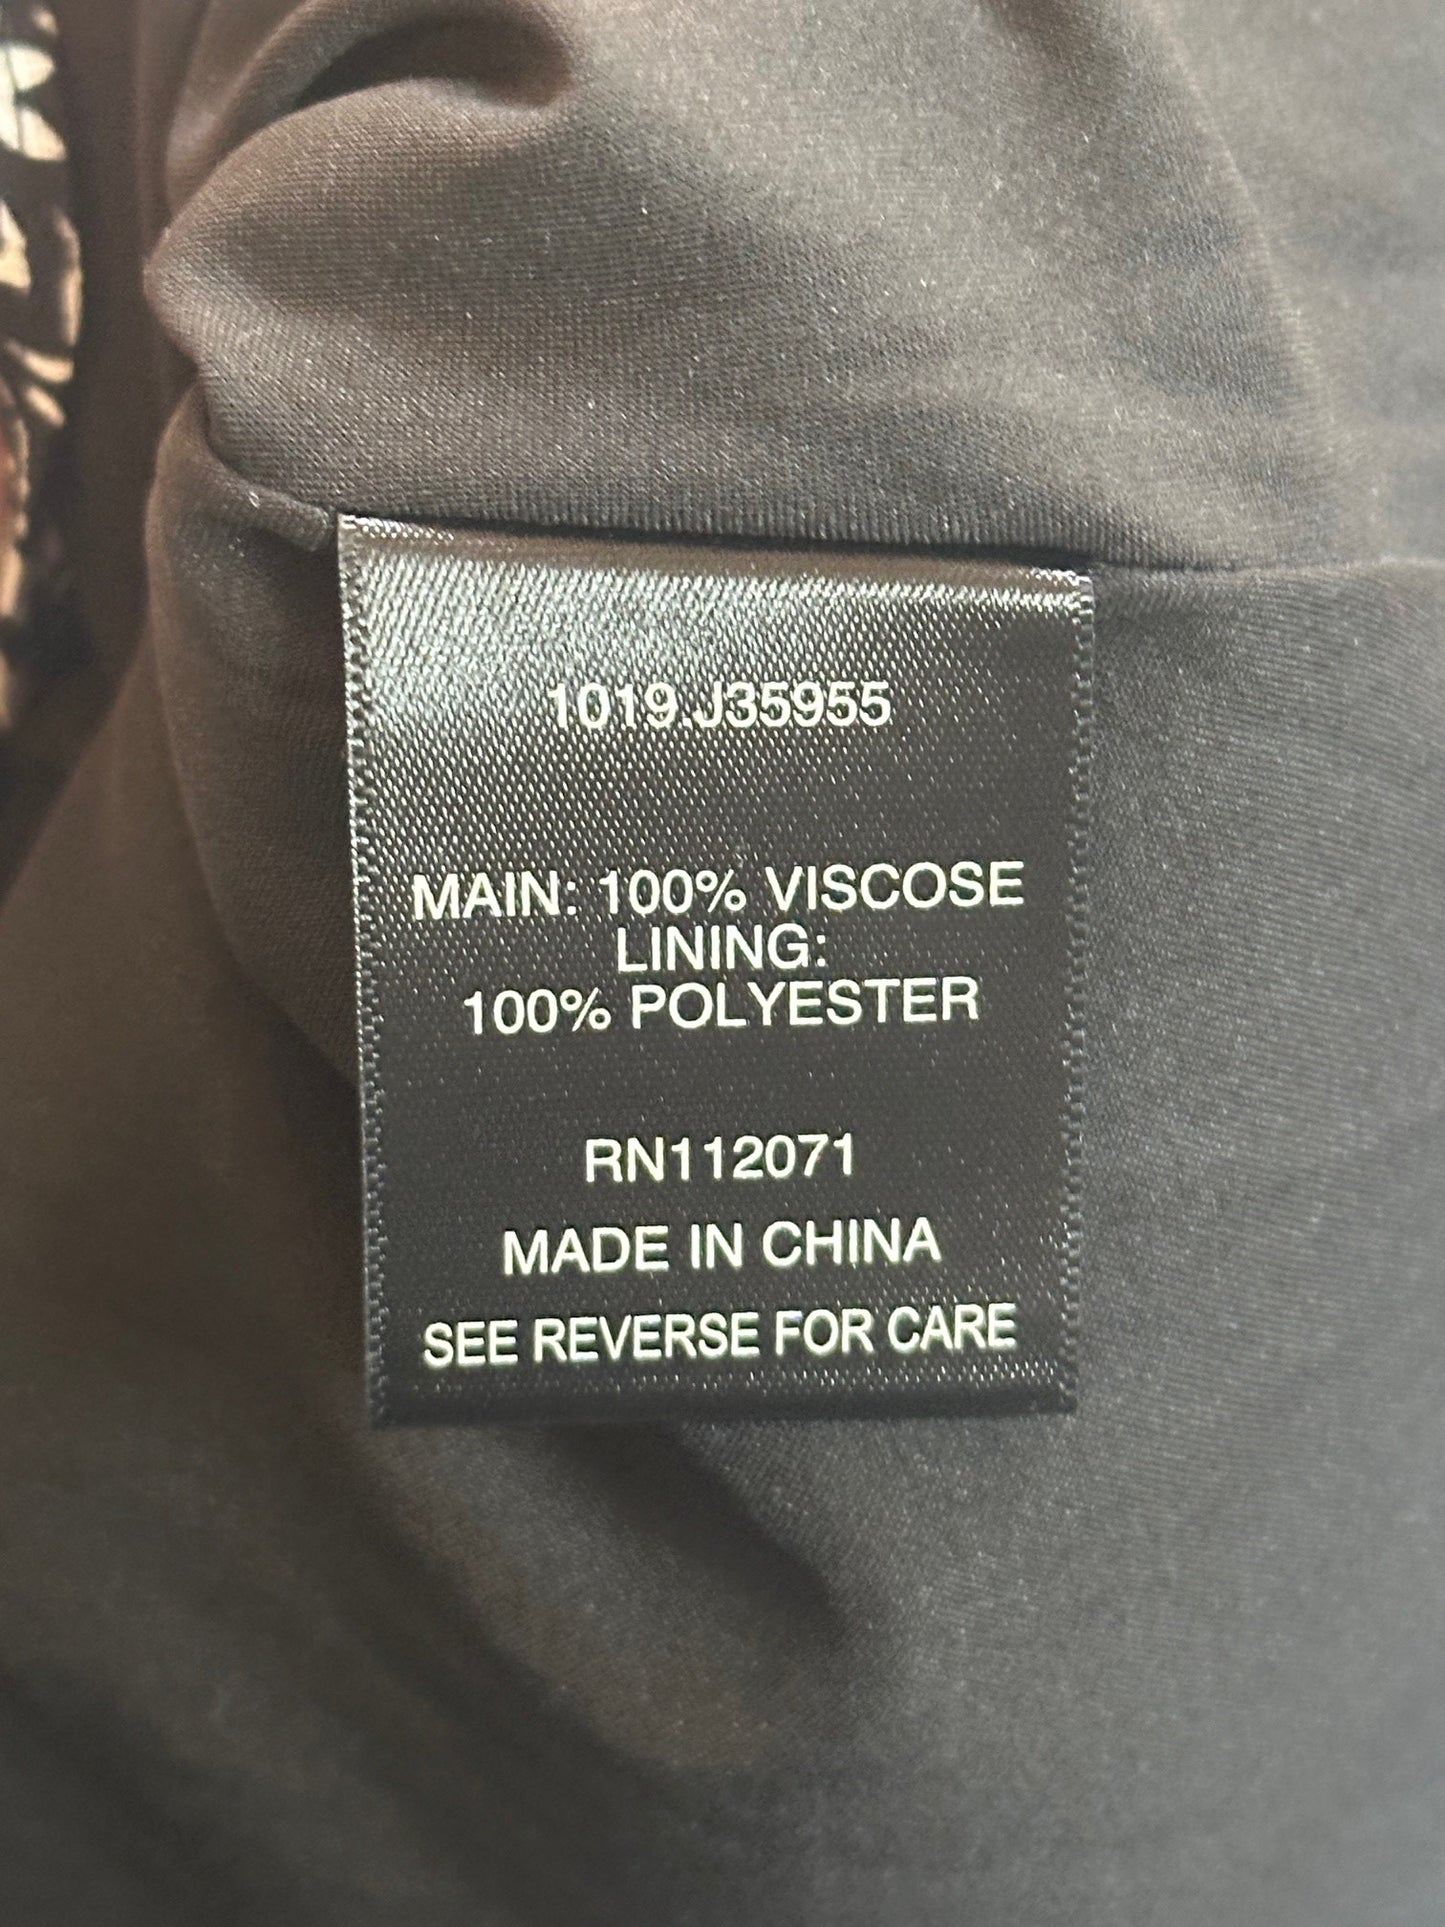 1019.J35955
MAIN: 100% VISCOSE
LINING:
100% POLYESTER
RN112071
MADE IN CHINA
SEE REVERSE FOR CARE